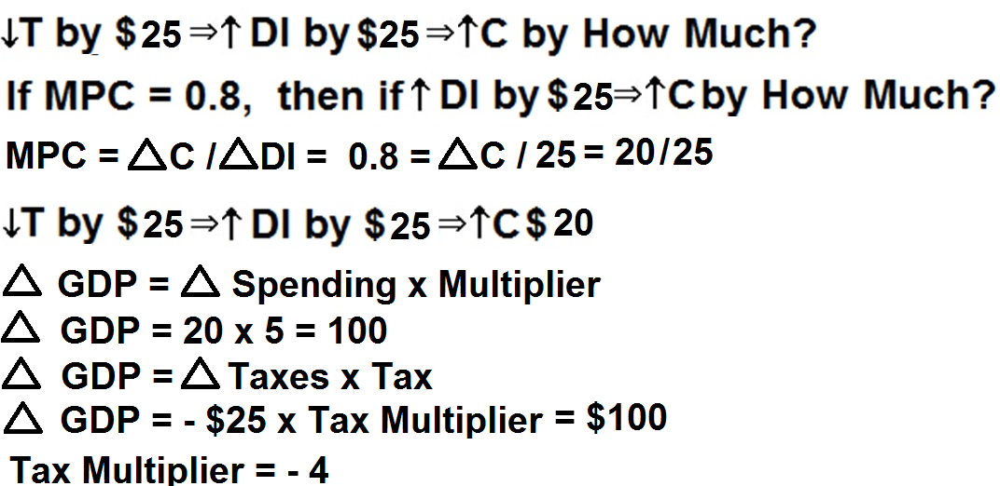 ↓T by $25⇒↑ DI by $25⇒↑C by How Much?
If MPC = 0.8, then if ↑ DI by $25⇒↑C by How Much?
MPC = △C / △DI = 0.8 = △C / 25 = 20/25
↓T by $25⇒↑ DI by $25⇒↑C $20
△ GDP = △ Spending x Multiplier
△ GDP = 20 x 5 = 100
△ GDP = △ Taxes x Tax
△ GDP = - $25 x Tax Multiplier = $100
Tax Multiplier = - 4